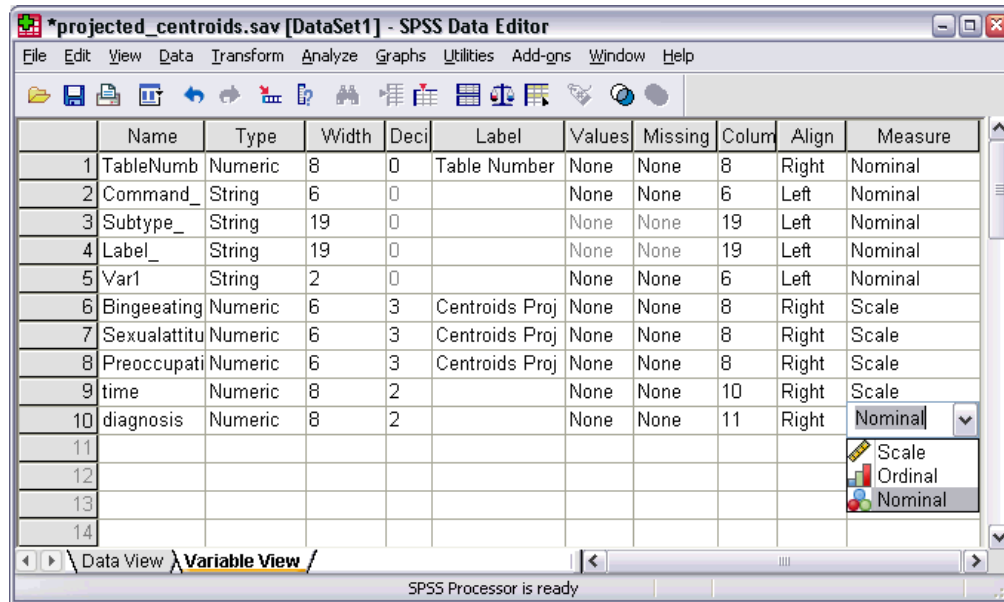 *projected_centroids.sav [DataSet1] - SPSS Data Editor
File Edit View Data Transform Analyze Graphs Utilities Add-ons Window Help
Name Type Width Deci Label Values Missing Colum Align Measure
1 TableNumb Numeric 8 0 Table Number None None 8 Right Nominal
2 Command_ String 6 0 None None 6 Left Nominal
3 Subtype_ String 19 0 None None 19 Left Nominal
4 Label_ String 19 0 None None 19 Left Nominal
5 Var1 String 2 0 None None 6 Left Nominal
6 Bingeeating Numeric 6 3 Centroids Proj None None 8 Right Scale
7 Sexualattitu Numeric 6 3 Centroids Proj None None 8 Right Scale
8 Preoccupati Numeric 6 3 Centroids Proj None None 8 Right Scale
9 time Numeric 8 2 None None 10 Right Scale
10 diagnosis Numeric 8 2 None None 11 Right Nominal
11 Scale
12 Ordinal
13 Nominal
14
Data View Variable View
SPSS Processor is ready